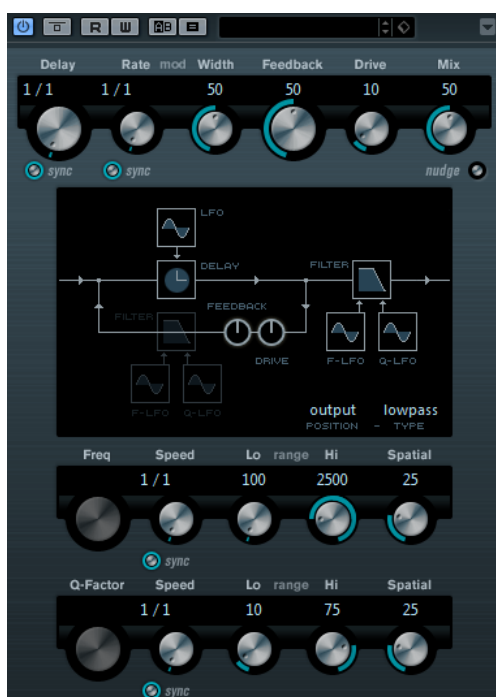 R W A B
Delay Rate mod Width Feedback Drive Mix
1 / 1 1 / 1 50 50 10 50
sync sync nudge
LFO
DELAY FILTER
FEEDBACK
FILTER
DRIVE F-LFO Q-LFO
F-LFO Q-LFO
output lowpass
POSITION - TYPE
Freq Speed Lo range Hi Spatial
1 / 1 100 2500 25
sync
Q-Factor Speed Lo range Hi Spatial
1 / 1 10 75 25
sync